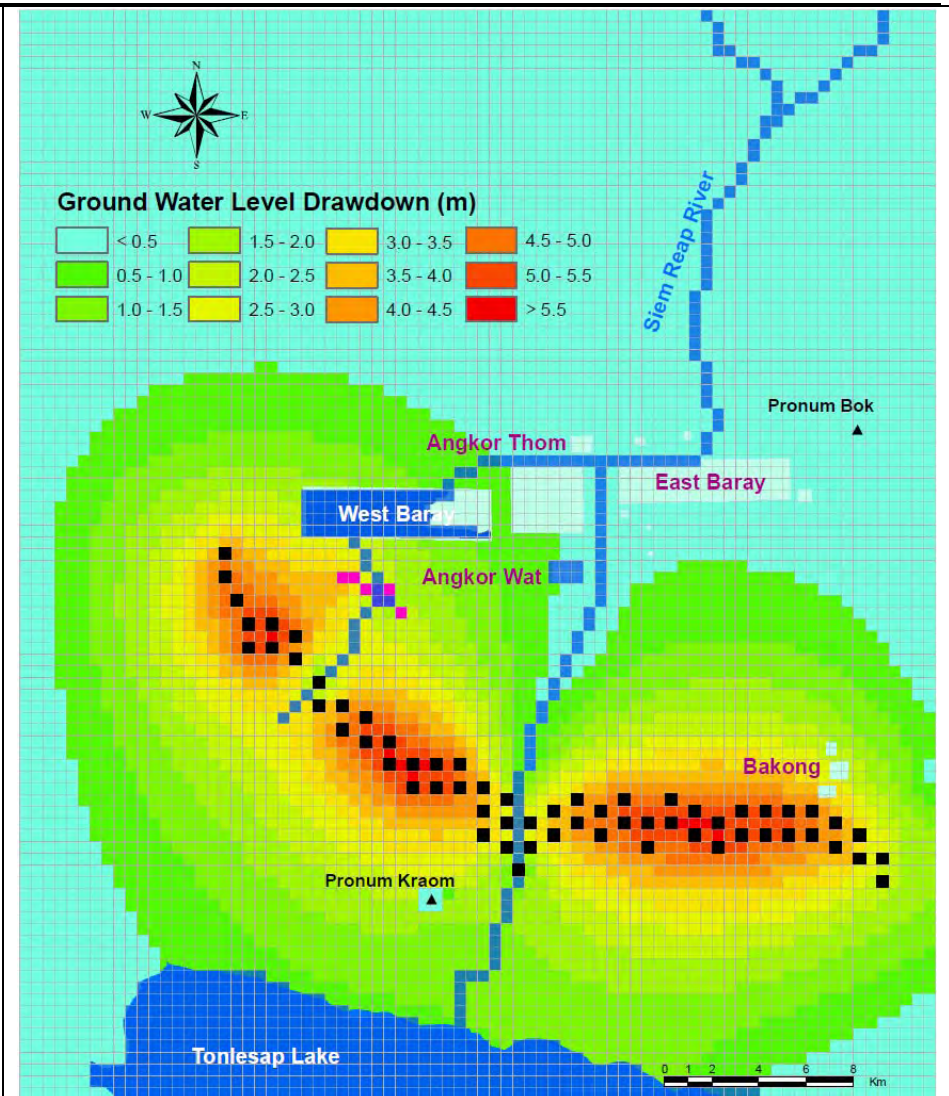 N
W E
S
Ground Water Level Drawdown (m)
< 0.5 1.5 - 2.0 3.0 - 3.5 4.5 - 5.0
0.5 - 1.0 2.0 - 2.5 3.5 - 4.0 5.0 - 5.5
1.0 - 1.5 2.5 - 3.0 4.0 - 4.5 > 5.5
Siem Reap River
Pronum Bok
Angkor Thom
East Baray
West Baray
Angkor Wat
Bakong
Pronum Kraom
Tonlesap Lake
0 1 2 4 6 8
Km